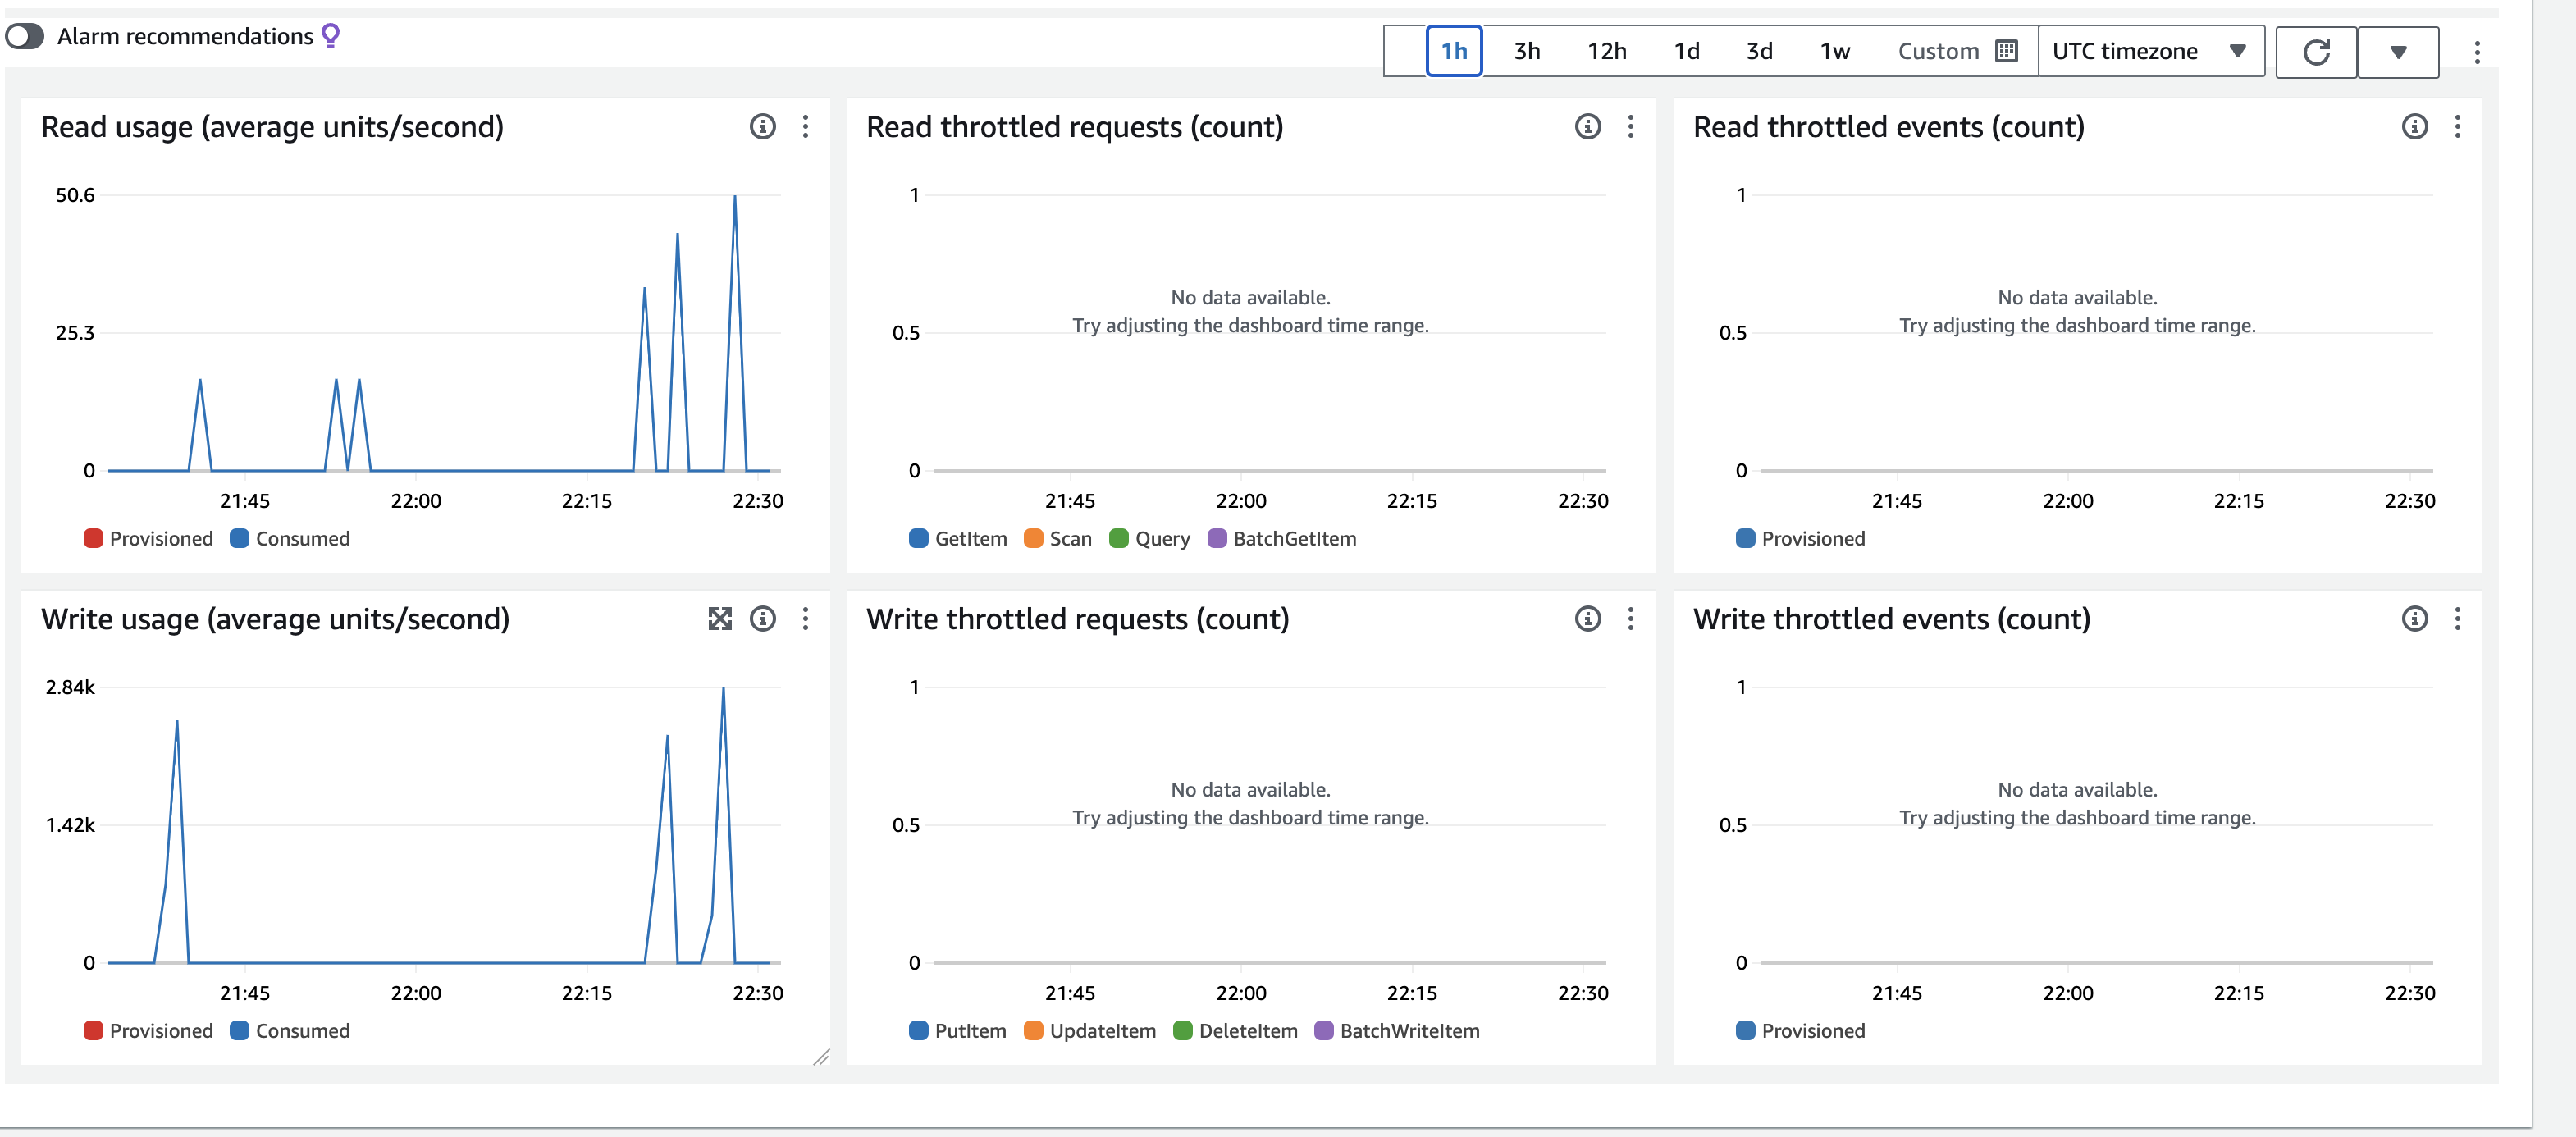 Alarm recommendations
1h 3h 12h 1d 3d 1w Custom UTC timezone
Read usage (average units/second)
50.6
25.3
0
21:45 22:00 22:15 22:30
Provisioned Consumed
Read throttled requests (count)
1
No data available.
Try adjusting the dashboard time range.
0.5
0
21:45 22:00 22:15 22:30
GetItem Scan Query BatchGetItem
Read throttled events (count)
1
No data available.
Try adjusting the dashboard time range.
0.5
0
21:45 22:00 22:15 22:30
Provisioned
Write usage (average units/second)
2.84k
1.42k
0
21:45 22:00 22:15 22:30
Provisioned Consumed
Write throttled requests (count)
1
No data available.
Try adjusting the dashboard time range.
0.5
0
21:45 22:00 22:15 22:30
PutItem UpdateItem DeleteItem BatchWriteItem
Write throttled events (count)
1
No data available.
Try adjusting the dashboard time range.
0.5
0
21:45 22:00 22:15 22:30
Provisioned